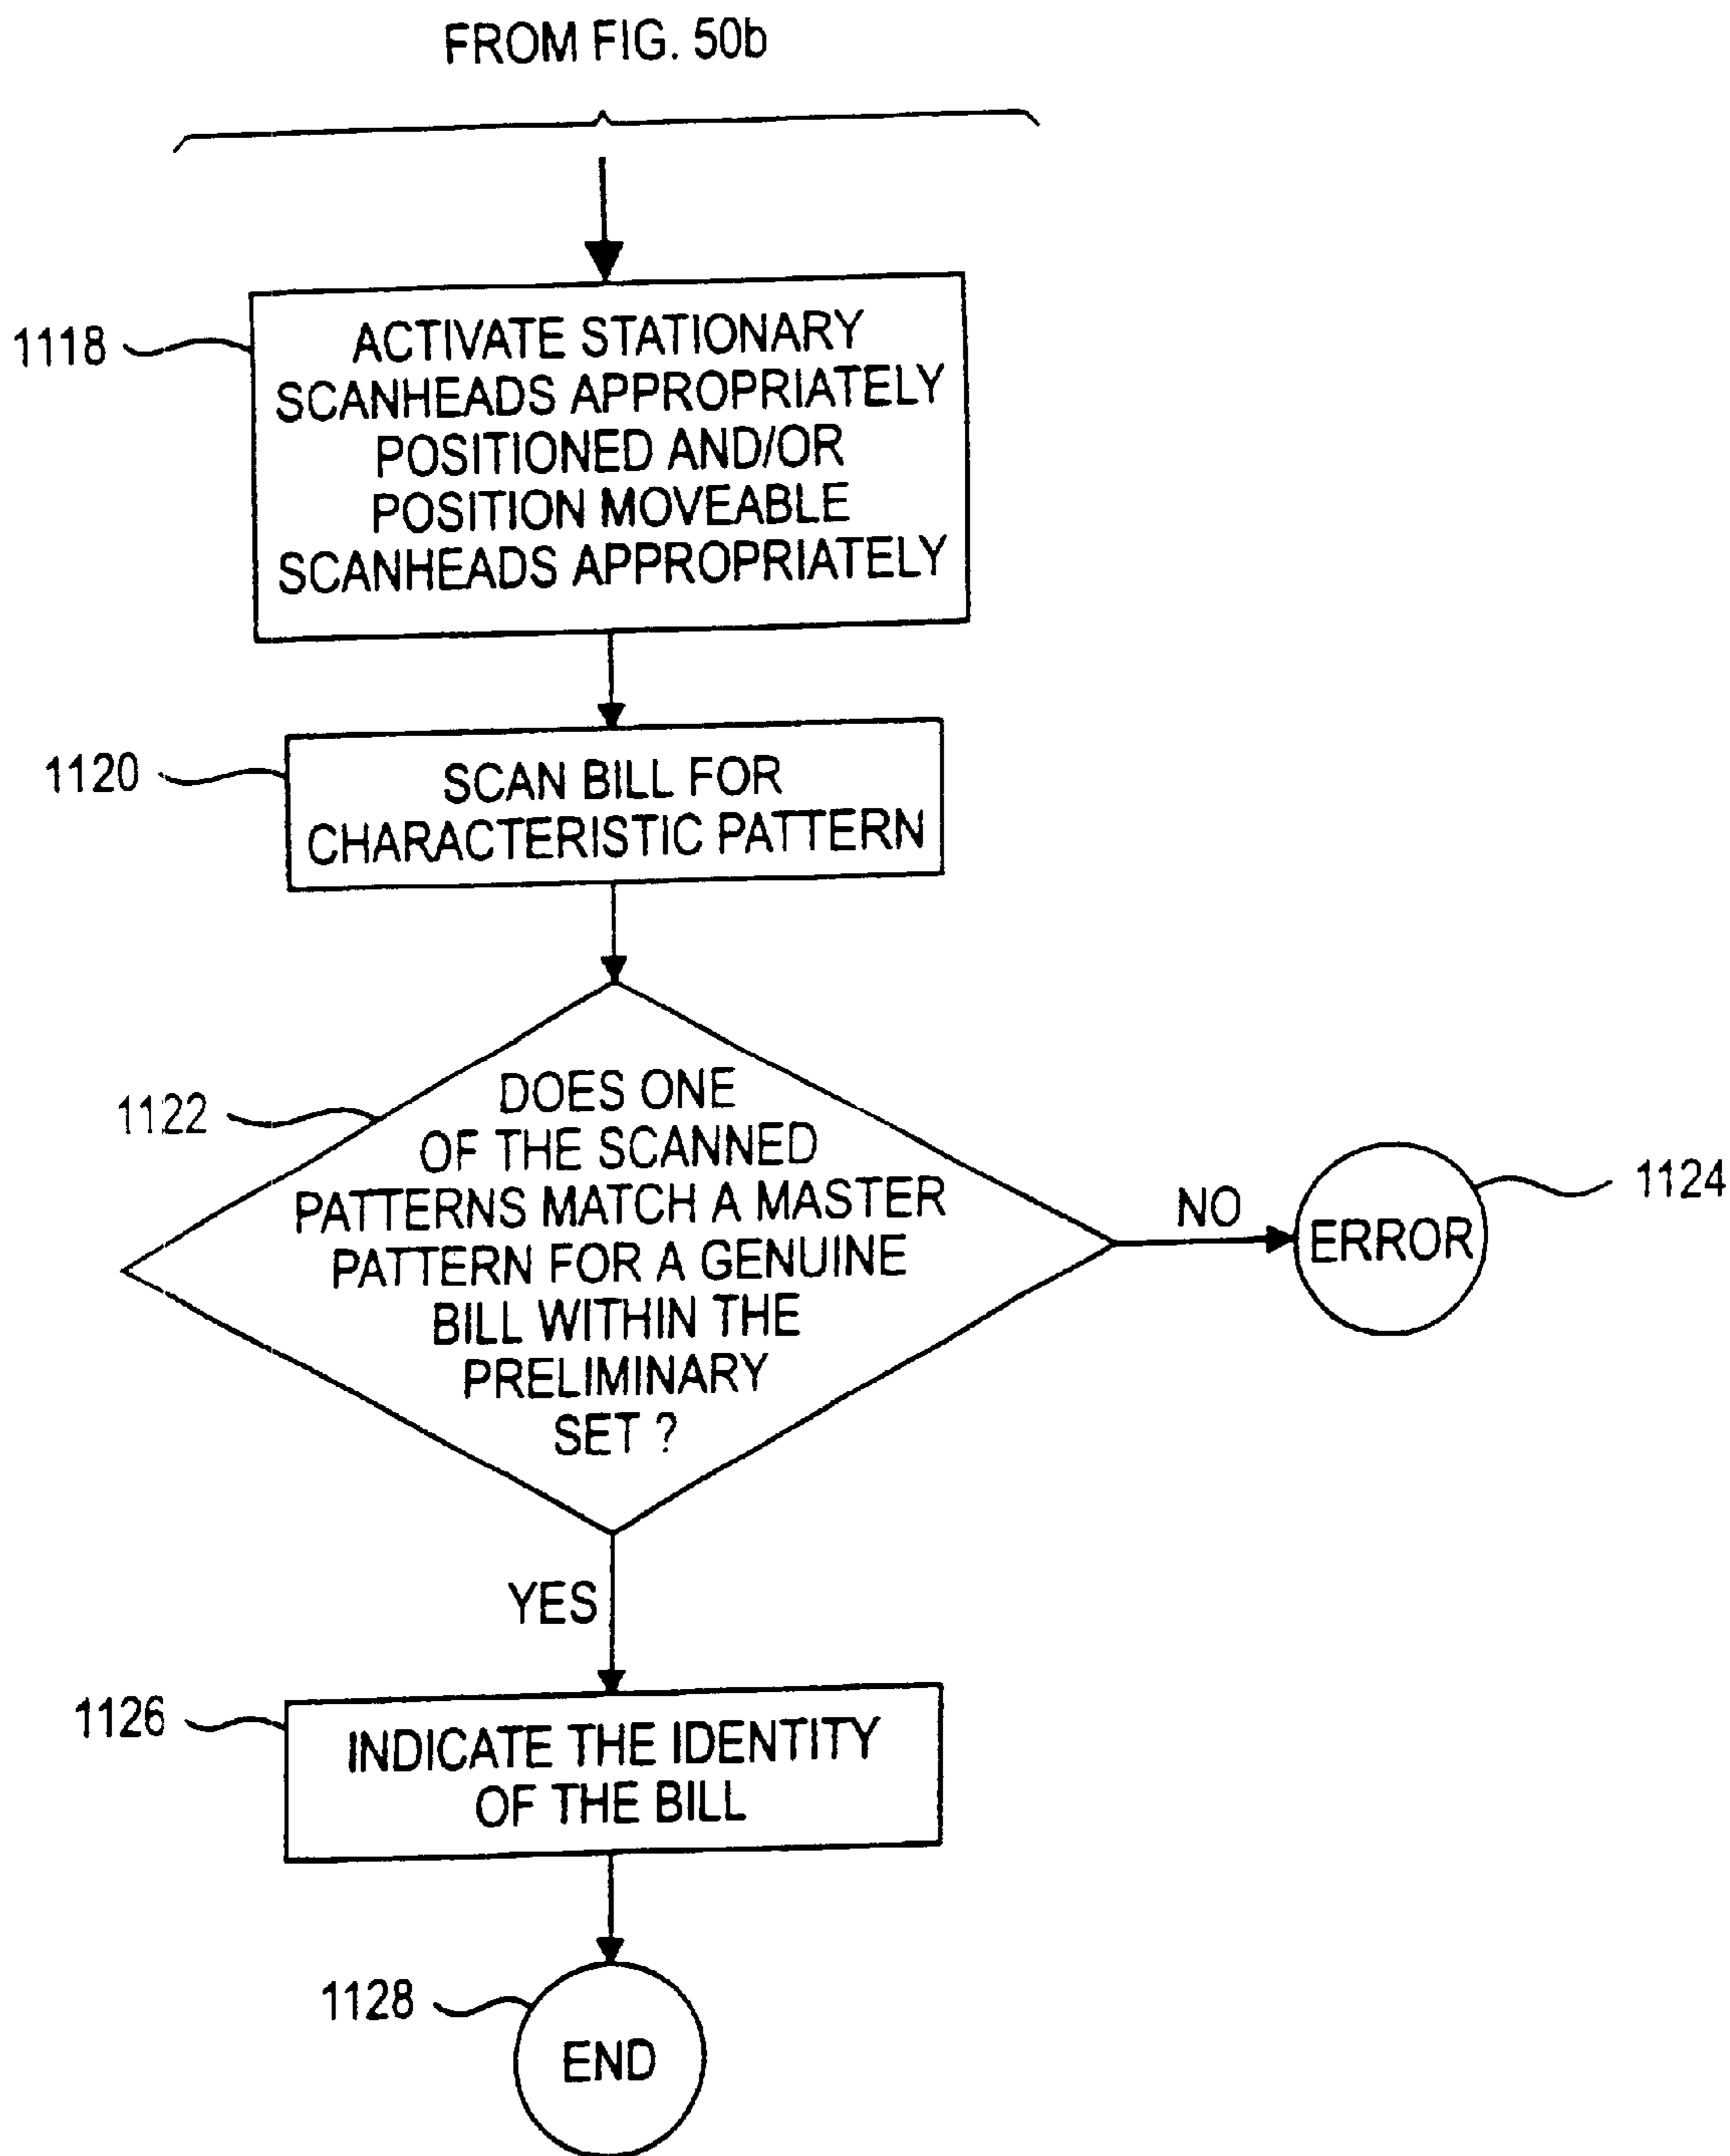 FROM FIG. 50b
1118
ACTIVATE STATIONARY
SCANHEADS APPROPRIATELY
POSITIONED AND/OR
POSITION MOVEABLE
SCANHEADS APPROPRIATELY
1120
SCAN BILL FOR
CHARACTERISTIC PATTERN
1122
DOES ONE
OF THE SCANNED
PATTERNS MATCH A MASTER
PATTERN FOR A GENUINE
BILL WITHIN THE
PRELIMINARY
SET ?
NO
ERROR
1124
YES
1126
INDICATE THE IDENTITY
OF THE BILL
1128
END